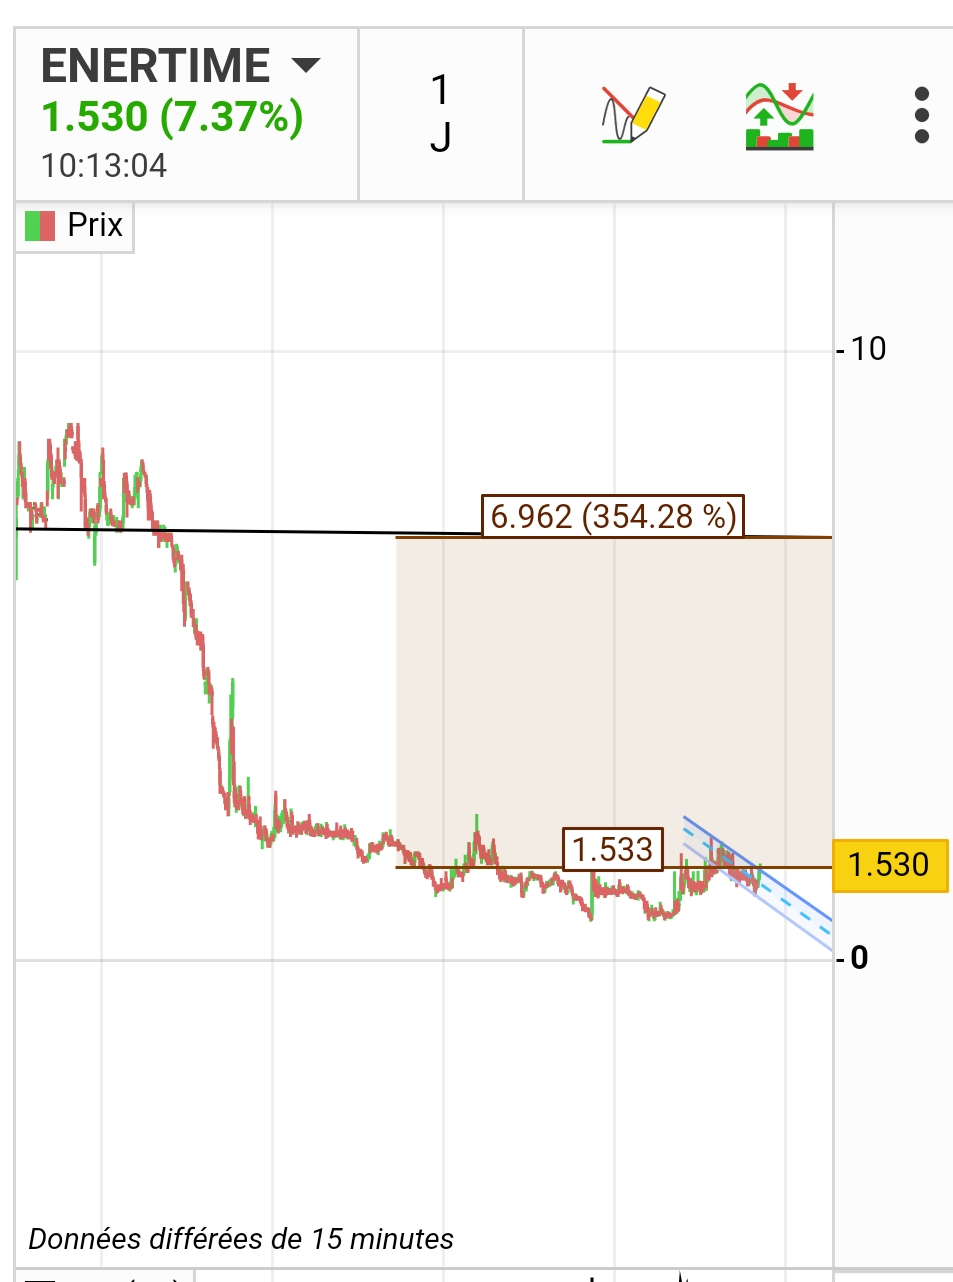 ENERTIME
1.530 (7.37%)
10:13:04
1
J
Prix
10
6.962 (354.28 %)
1.533
1.530
0
Données différées de 15 minutes